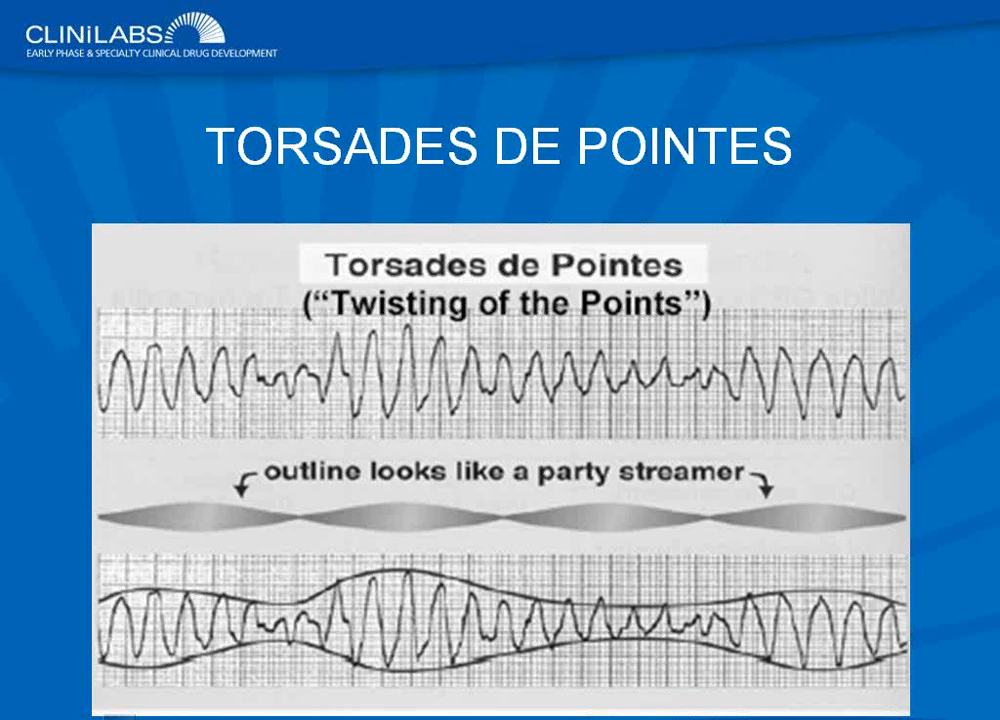 CLINiLABS
EARLY PHASE & SPECIALTY CLINICAL DRUG DEVELOPMENT
TORSADES DE POINTES
Torsades de Pointes
("Twisting of the Points")
outline looks like a party streamer